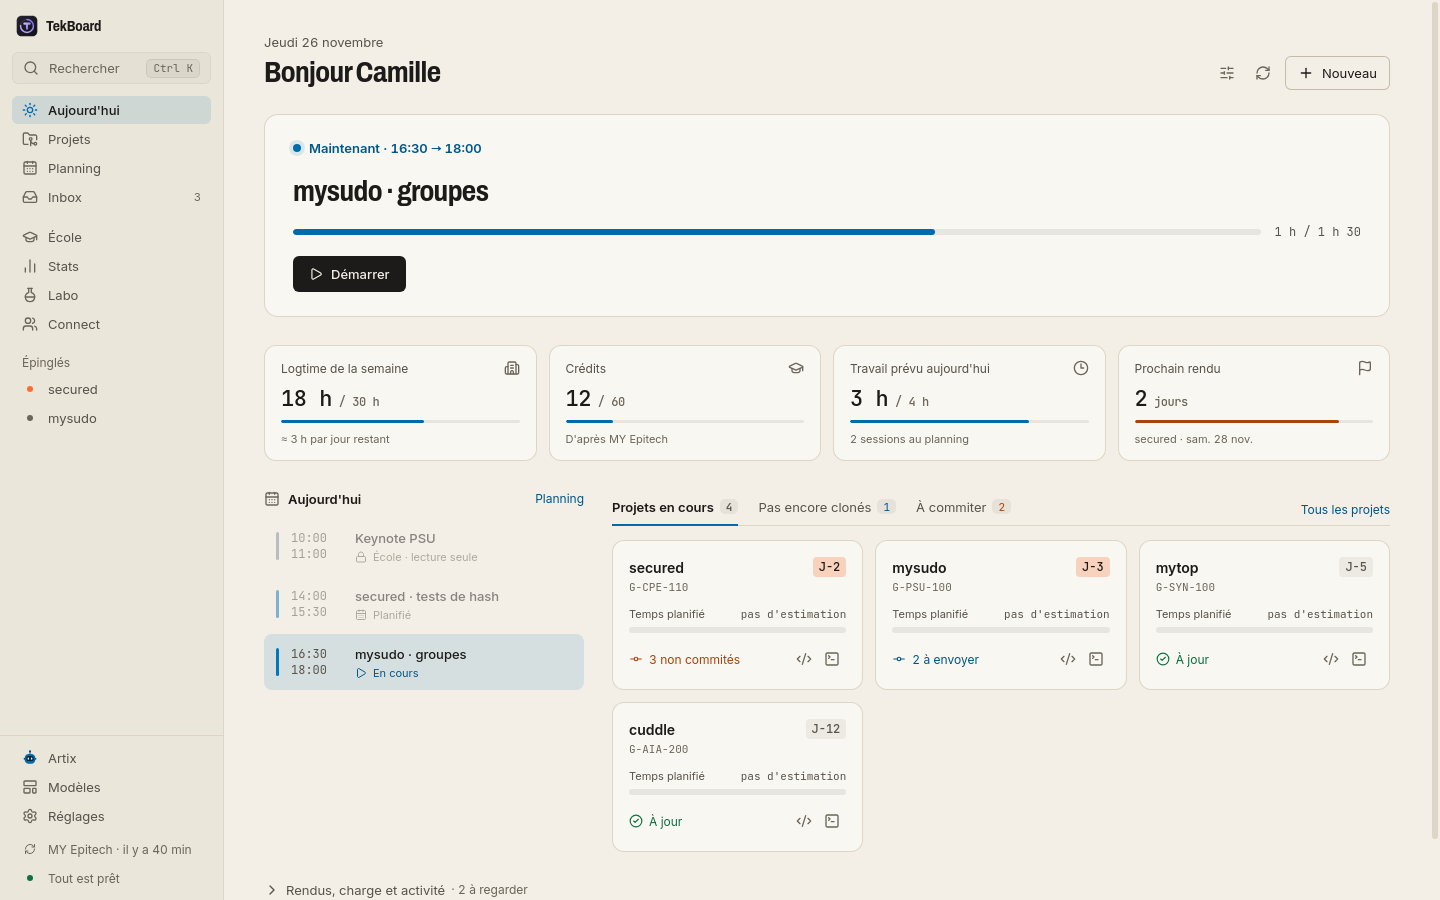 TekBoard
Rechercher Ctrl K
Aujourd'hui
Projets
Planning
Inbox 3
École
Stats
Labo
Connect
Épinglés
secured
mysudo
Artix
Modèles
Réglages
MY Epitech · il y a 40 min
Tout est prêt
Jeudi 26 novembre
Bonjour Camille
Nouveau
Maintenant · 16:30 → 18:00
mysudo · groupes
1 h / 1 h 30
Démarrer
Logtime de la semaine
18 h / 30 h
≈ 3 h par jour restant
Crédits
12 / 60
D'après MY Epitech
Travail prévu aujourd'hui
3 h / 4 h
2 sessions au planning
Prochain rendu
2 jours
secured · sam. 28 nov.
Aujourd'hui Planning
10:00 Keynote PSU
11:00 École · lecture seule
14:00 secured · tests de hash
15:30 Planifié
16:30 mysudo · groupes
18:00 En cours
Projets en cours 4 Pas encore clonés 1 À commiter 2 Tous les projets
secured J-2
G-CPE-110
Temps planifié pas d'estimation
3 non commités
mysudo J-3
G-PSU-100
Temps planifié pas d'estimation
2 à envoyer
mytop J-5
G-SYN-100
Temps planifié pas d'estimation
À jour
cuddle J-12
G-AIA-200
Temps planifié pas d'estimation
À jour
Rendus, charge et activité · 2 à regarder